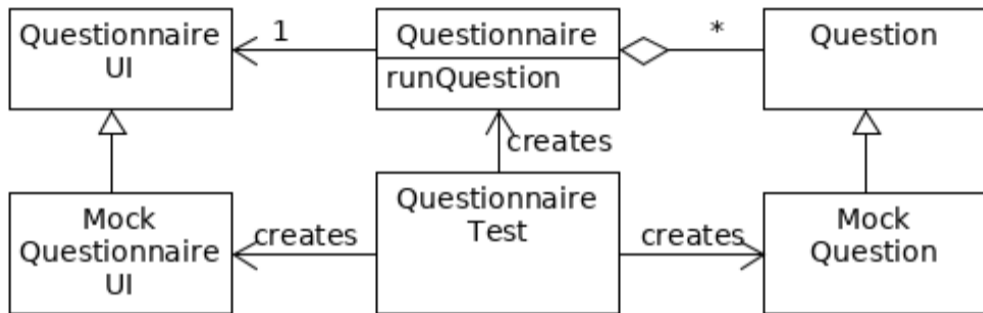 Questionnaire
UI
1
Questionnaire
runQuestion
*
Question
creates
Mock
Questionnaire
UI
creates
Questionnaire
Test
creates
Mock
Question